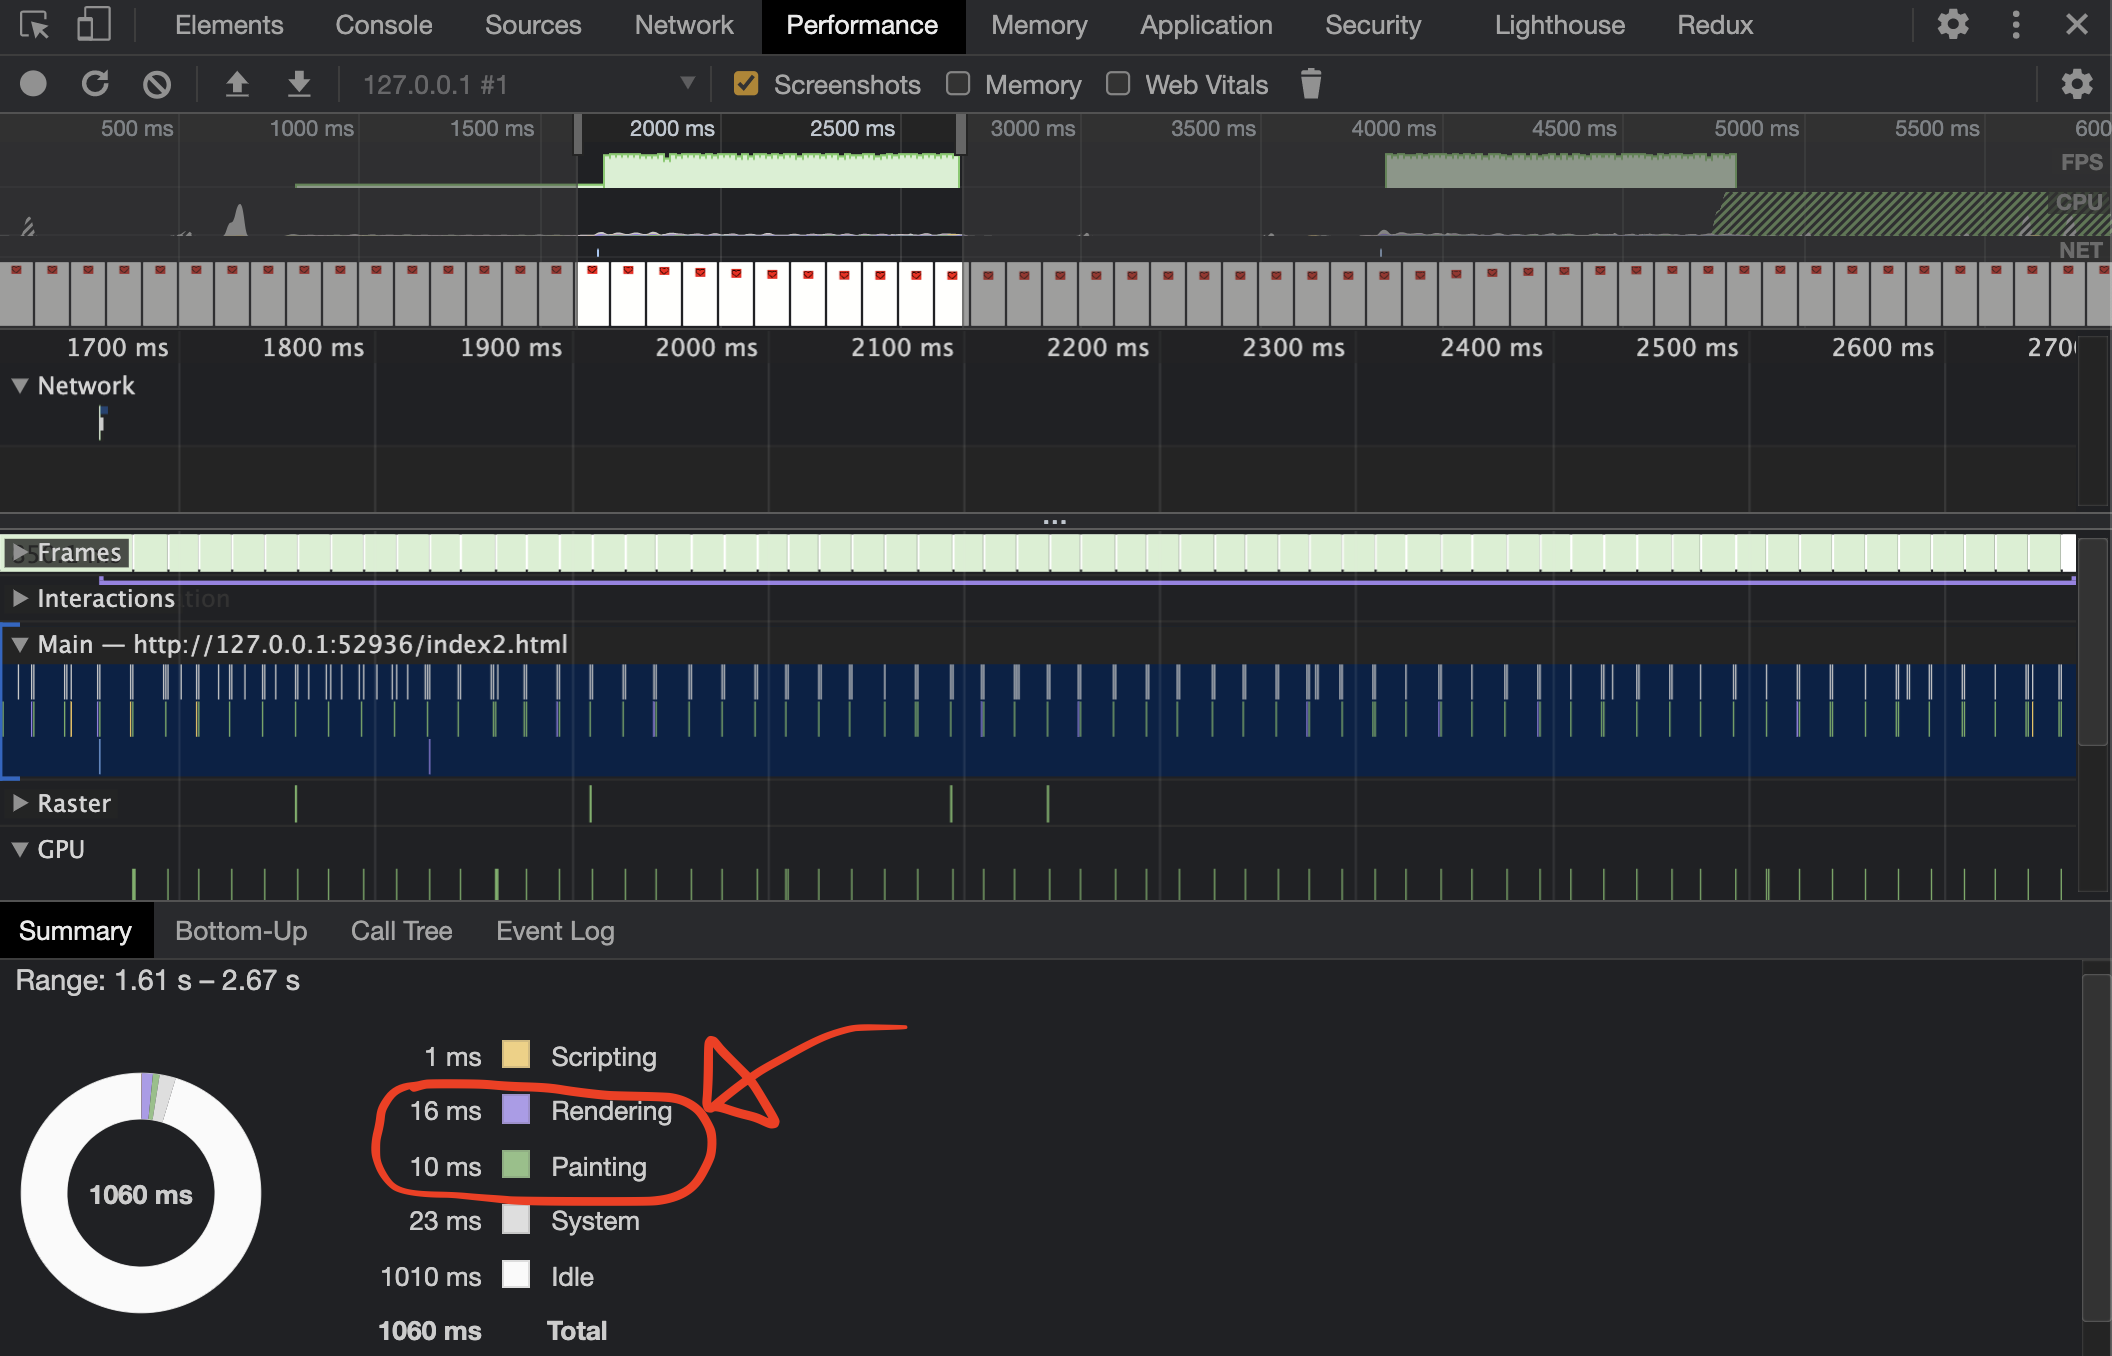 Elements Console Sources Network Performance Memory Application Security Lighthouse Redux
127.0.0.1 #1 Screenshots Memory Web Vitals
500 ms 1000 ms 1500 ms 2000 ms 2500 ms 3000 ms 3500 ms 4000 ms 4500 ms 5000 ms 5500 ms 600
FPS
CPU
NET
1700 ms 1800 ms 1900 ms 2000 ms 2100 ms 2200 ms 2300 ms 2400 ms 2500 ms 2600 ms 270
Network
...
Frames
Interactions
Main — http://127.0.0.1:52936/index2.html
Raster
GPU
Summary Bottom-Up Call Tree Event Log
Range: 1.61 s – 2.67 s
1 ms Scripting
16 ms Rendering
10 ms Painting
1060 ms
23 ms System
1010 ms Idle
1060 ms Total